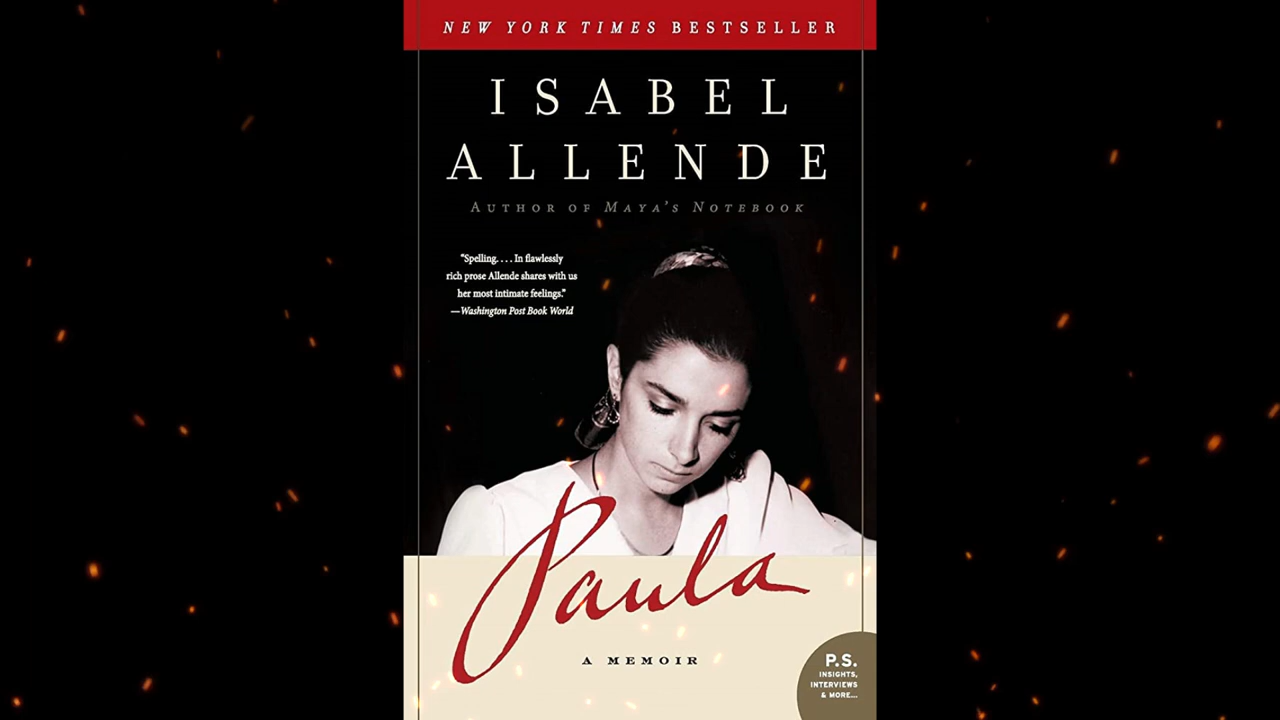 NEW YORK TIMES BESTSELLER
ISABEL
ALLENDE
AUTHOR OF MAYA'S NOTEBOOK
“Spelling. . . . In flawlessly
rich prose Allende shares with us
her most intimate feelings.”
—Washington Post Book World
Paula
A MEMOIR
P.S.
INSIGHTS,
INTERVIEWS
& MORE...